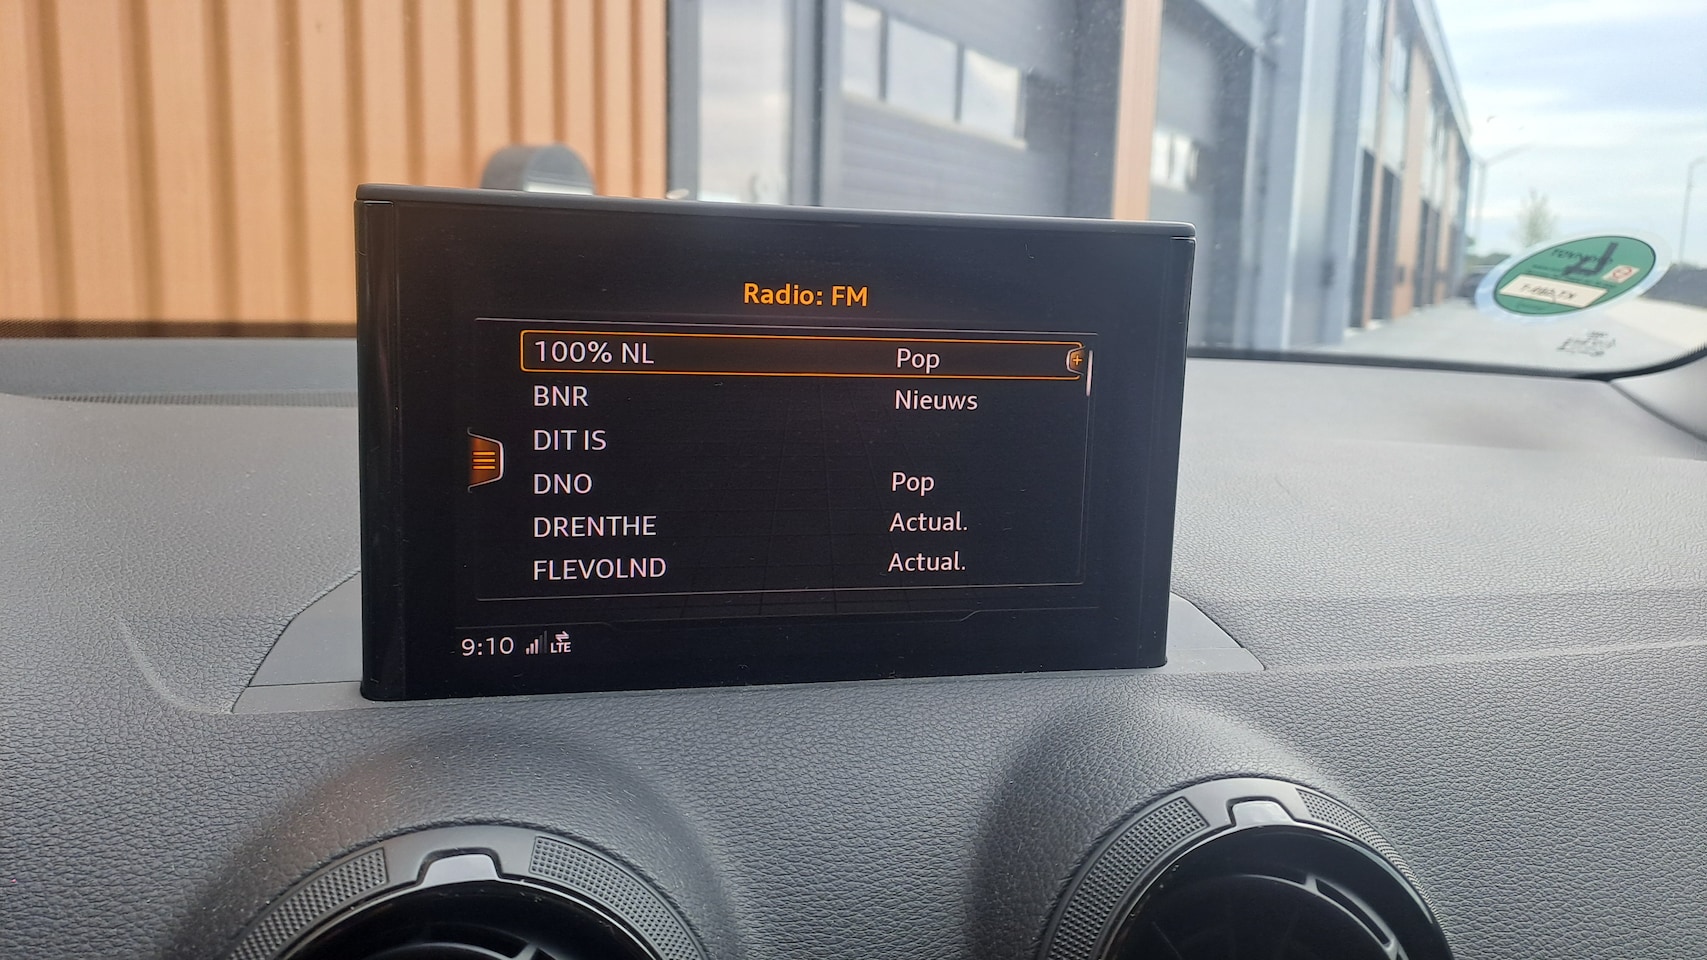 Radio: FM
100% NL Pop
BNR Nieuws
DIT IS
DNO Pop
DRENTHE Actual.
FLEVOLND Actual.
9:10 LTE